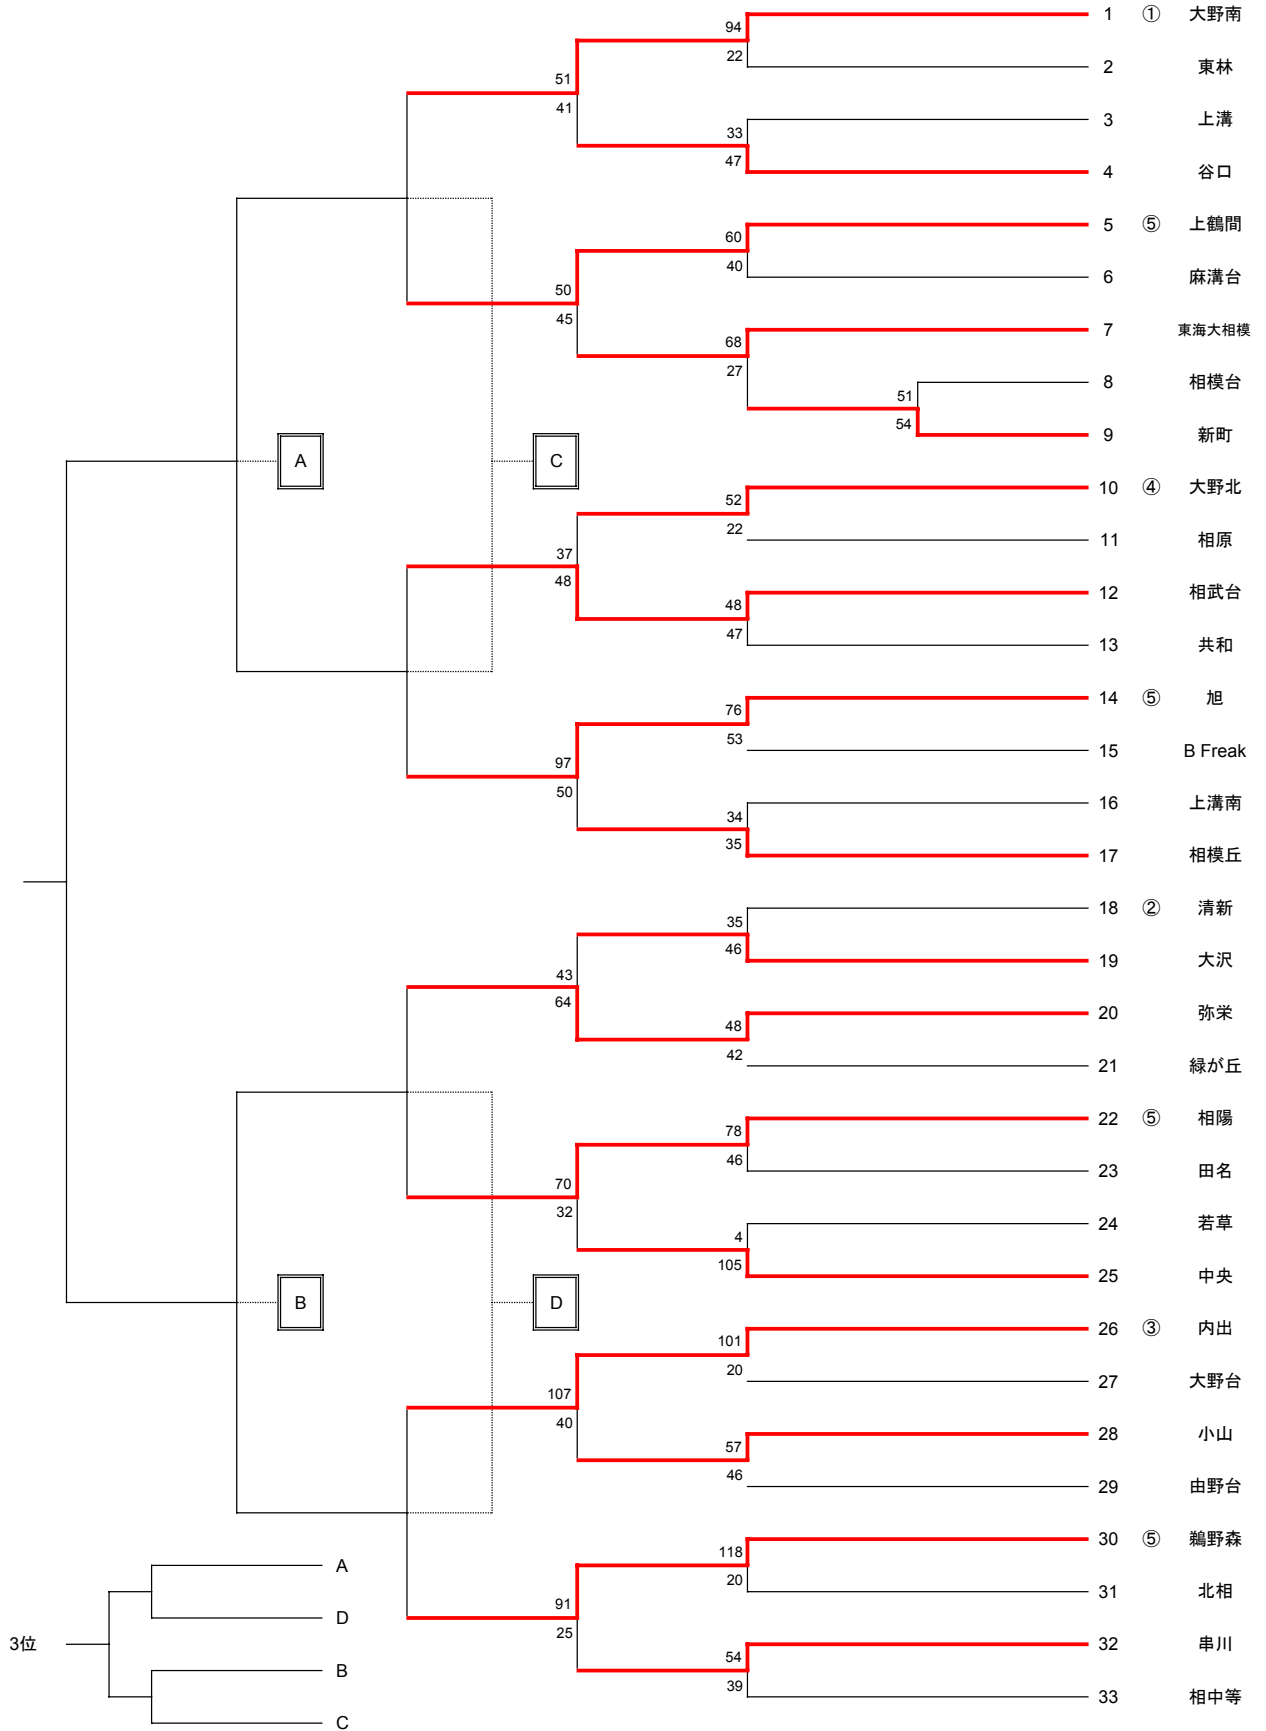 94 1 ① 大野南
22 2 東林
51
41
33 3 上溝
47 4 谷口
60 5 ⑤ 上鶴間
40 6 麻溝台
50
45
68 7 東海大相模
27
51 8 相模台
54 9 新町
A C
52 10 ④ 大野北
22 11 相原
37
48
48 12 相武台
47 13 共和
76 14 ⑤ 旭
53 15 B Freak
97
50
34 16 上溝南
35 17 相模丘
35 18 ② 清新
46 19 大沢
43
64
48 20 弥栄
42 21 緑が丘
78 22 ⑤ 相陽
46 23 田名
70
32
4 24 若草
105 25 中央
B D
101 26 ③ 内出
20 27 大野台
107
40
57 28 小山
46 29 由野台
118 30 ⑤ 鵜野森
20 31 北相
91
25
54 32 串川
39 33 相中等
A
D
3位
B
C